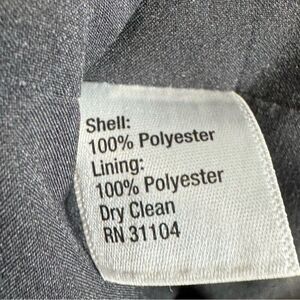 Shell:
100% Polyester
Lining:
100% Polyester
Dry Clean
RN 31104